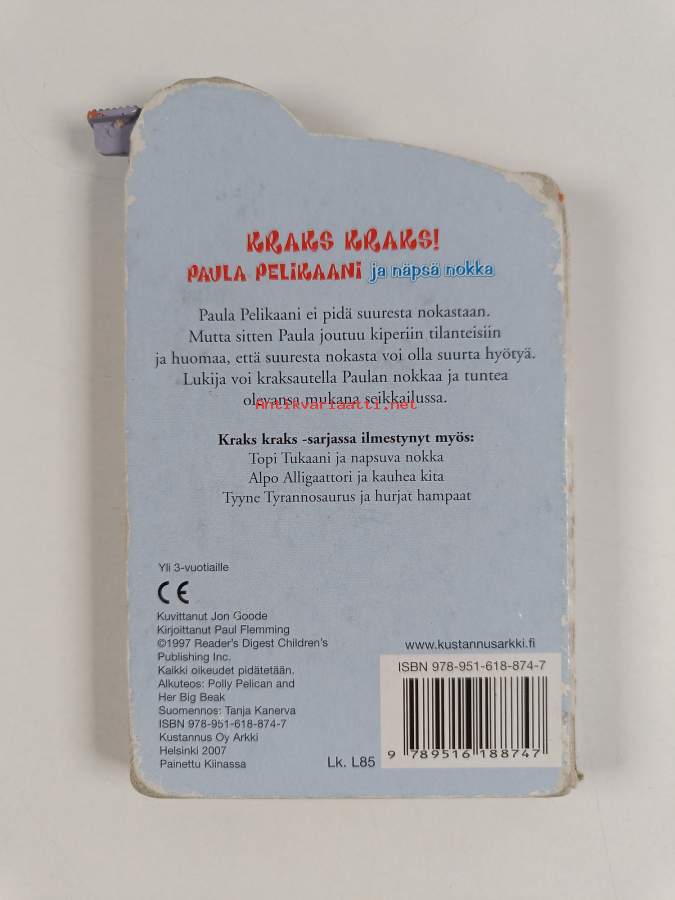 KRAKS KRAKS!
PAULA PELIKAANI ja näpsä nokka
Paula Pelikaani ei pidä suuresta nokastaan.
Mutta sitten Paula joutuu kiperiin tilanteisiin
ja huomaa, että suuresta nokasta voi olla suurta hyötyä.
Lukija voi kraksautella Paulan nokkaa ja tuntea
olevansa mukana seikkailussa.
Antikvariaatti.net
Kraks kraks -sarjassa ilmestynyt myös:
Topi Tukaani ja napsuva nokka
Alpo Alligaattori ja kauhea kita
Tyyne Tyrannosaurus ja hurjat hampaat
Yli 3-vuotiaille
CE
Kuvittanut Jon Goode
Kirjoittanut Paul Flemming
©1997 Reader's Digest Children's
Publishing Inc.
Kaikki oikeudet pidätetään.
Alkuteos: Polly Pelican and
Her Big Beak
Suomennos: Tanja Kanerva
ISBN 978-951-618-874-7
Kustannus Oy Arkki
Helsinki 2007
Painettu Kiinassa
Lk. L85
www.kustannusarkki.fi
ISBN 978-951-618-874-7
9 789516 188747